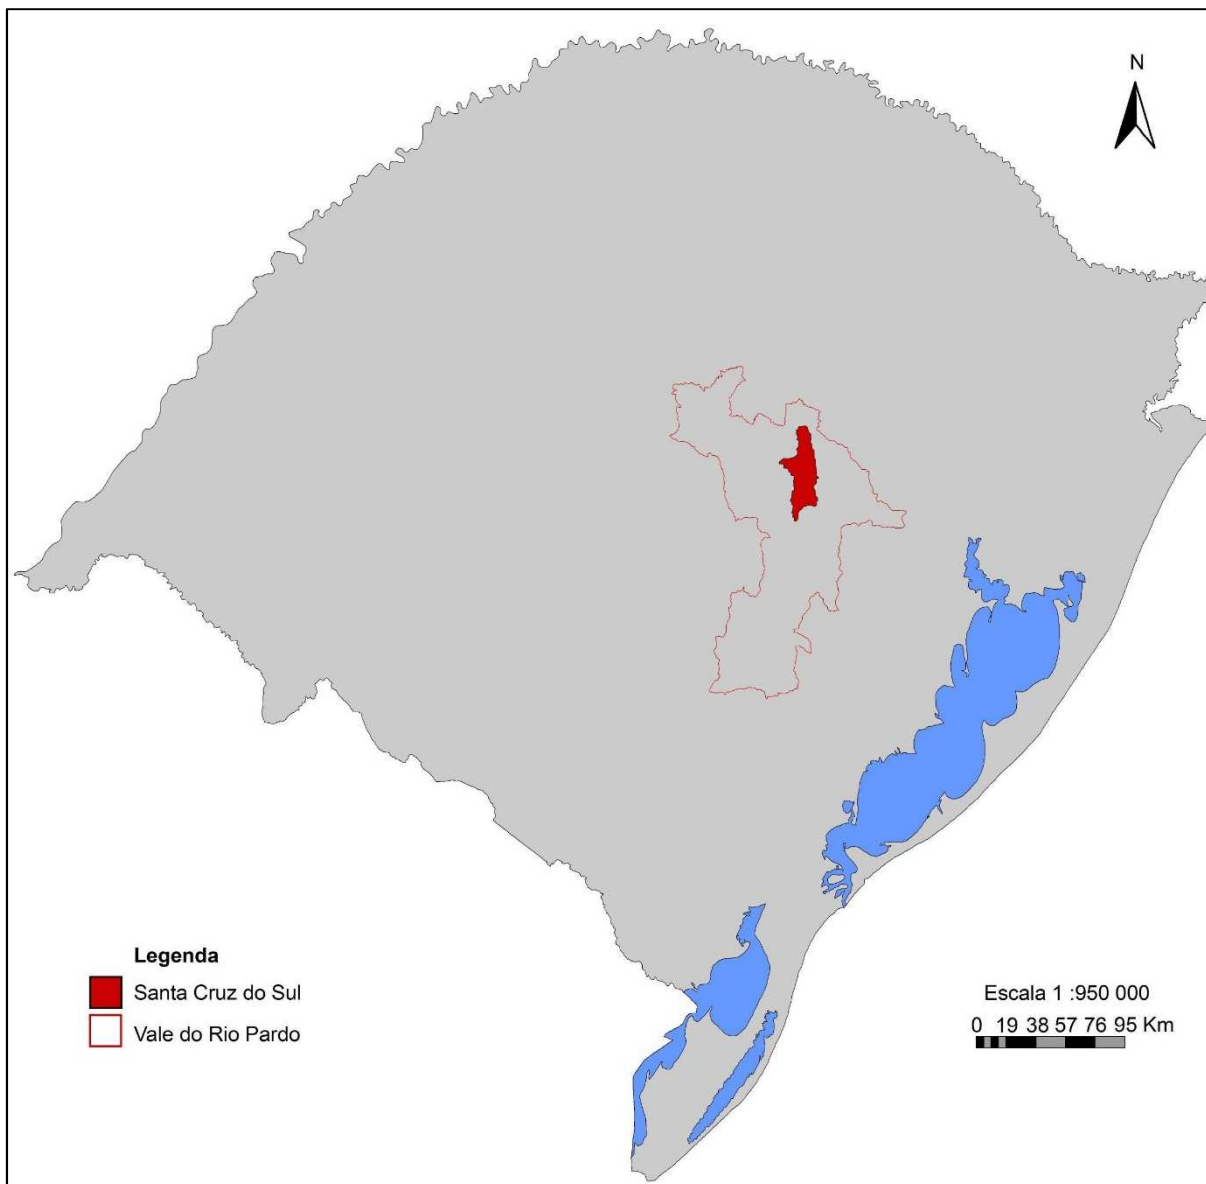 N
Legenda
Santa Cruz do Sul
Vale do Rio Pardo
Escala 1 :950 000
0 19 38 57 76 95 Km